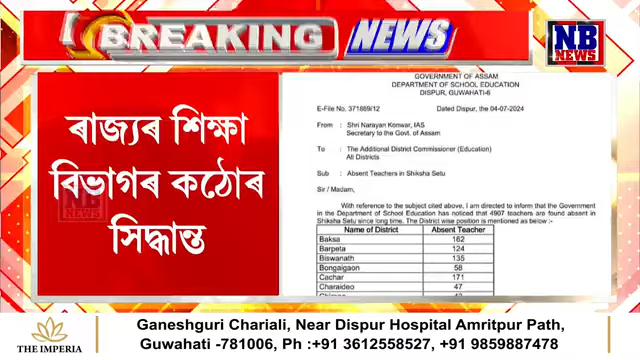 BREAKING NEWS
NB
NEWS
ৰাজ্যৰ শিক্ষা
বিভাগৰ কঠোৰ
সিদ্ধান্ত
NB
NEWS
GOVERNMENT OF ASSAM
DEPARTMENT OF SCHOOL EDUCATION
DISPUR, GUWAHATI-6
E-File No. 371889/12 Dated Dispur, the 04-07-2024
From : Shri Narayan Konwar, IAS
Secretary to the Govt. of Assam
To : The Additional District Commissioner (Education)
All Districts
Sub : Absent Teachers in Shiksha Setu
Sir / Madam,
With reference to the subject cited above, I am directed to inform that the Government
in the Department of School Education has noticed that 4907 teachers are found absent in
Shiksha Setu since long time. The District wise position is mentioned as below :-
Name of District Absent Teacher
Baksa 162
Barpeta 124
Biswanath 135
Bongaigaon 58
Cachar 171
Charaideo 47
THE IMPERIA
Ganeshguri Chariali, Near Dispur Hospital Amritpur Path,
Guwahati -781006, Ph :+91 3612558527, +91 9859887478